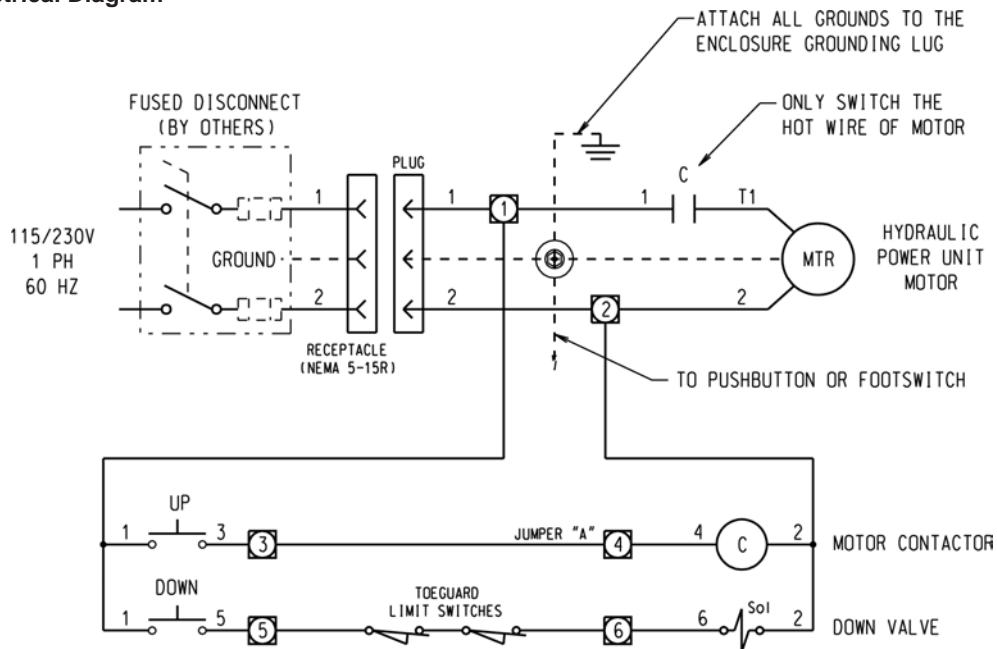 ctrical Diagram
ATTACH ALL GROUNDS TO THE
ENCLOSURE GROUNDING LUG
FUSED DISCONNECT
(BY OTHERS)
ONLY SWITCH THE
HOT WIRE OF MOTOR
PLUG
C
1
1
1
1
T1
115/230V
1 PH
60 HZ
GROUND
MTR
HYDRAULIC
POWER UNIT
MOTOR
2
2
2
2
RECEPTACLE
(NEMA 5-15R)
TO PUSHBUTTON OR FOOTSWITCH
UP
1
3
3
JUMPER "A"
4
4
C
2
MOTOR CONTACTOR
DOWN
TOEGUARD
LIMIT SWITCHES
1
5
5
6
6
Sol
2
DOWN VALVE